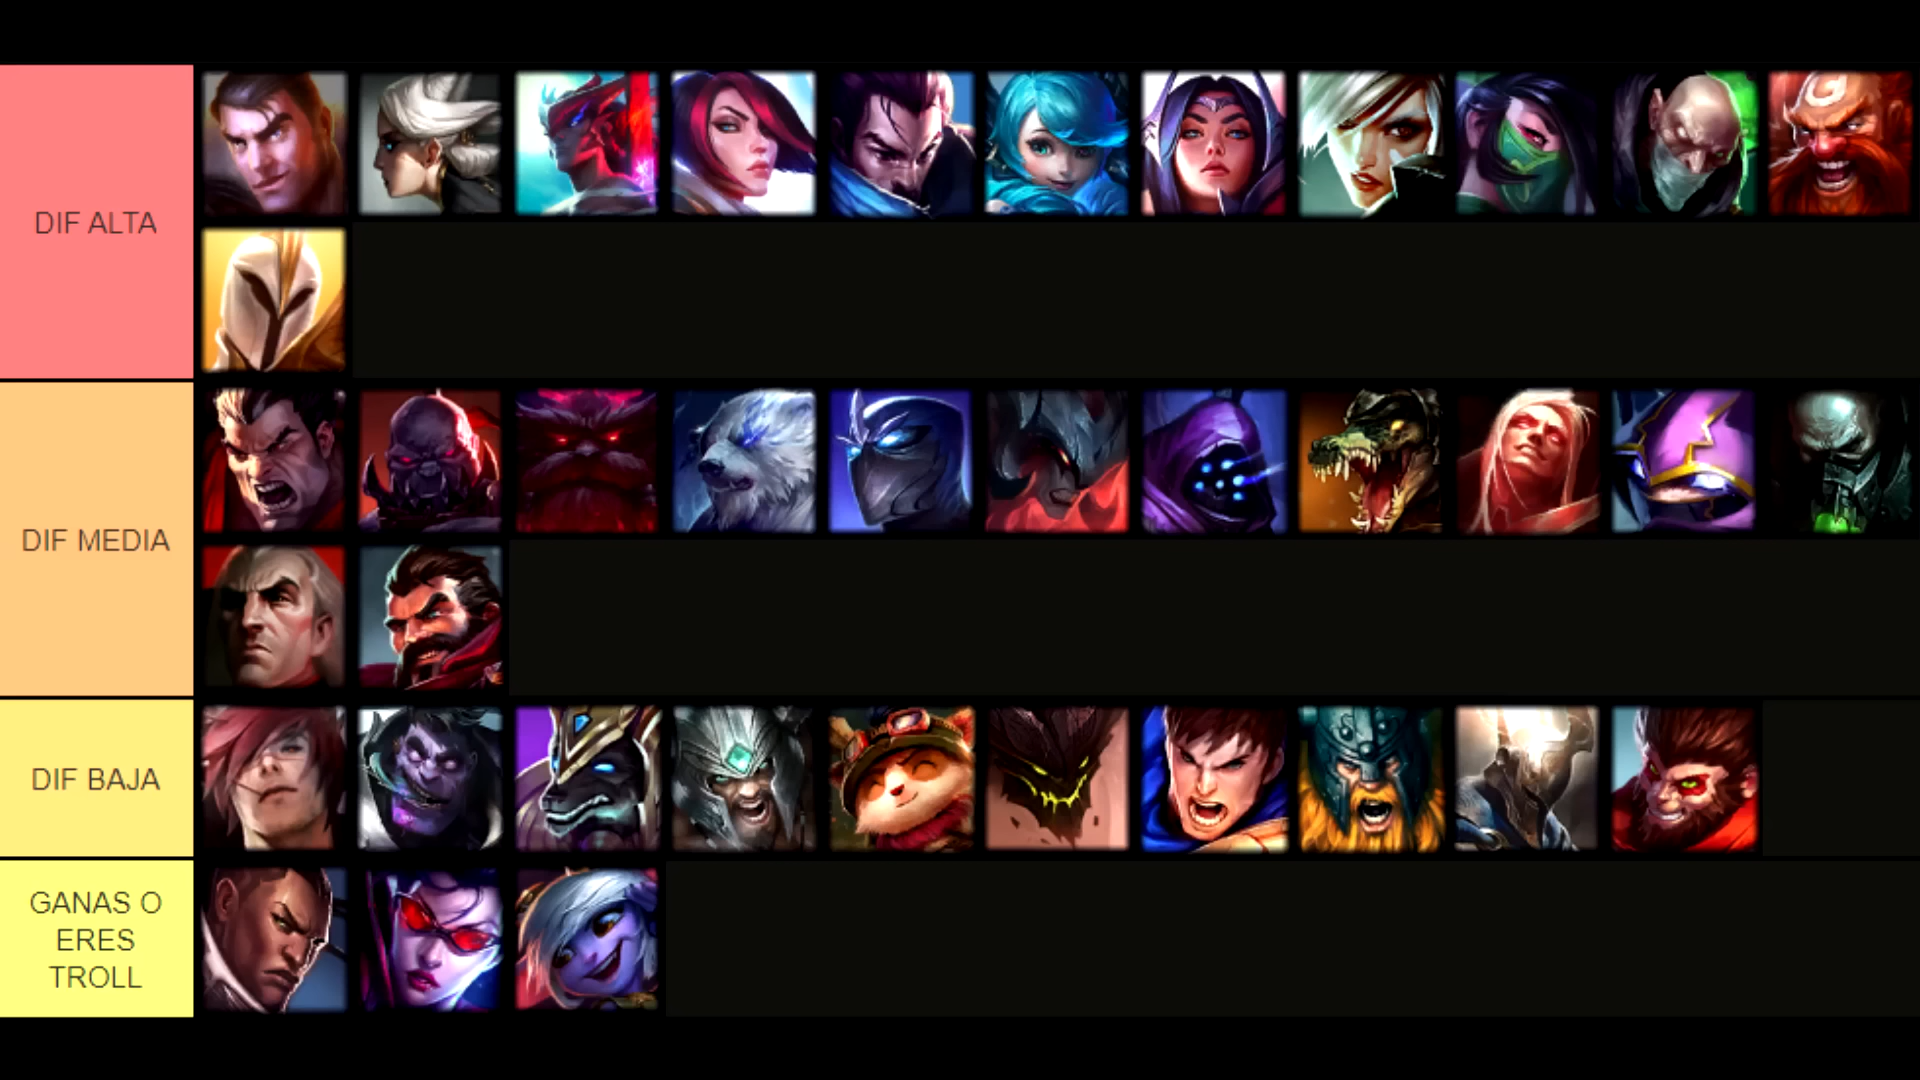 DIF ALTA
DIF MEDIA
DIF BAJA
GANAS O
ERES
TROLL